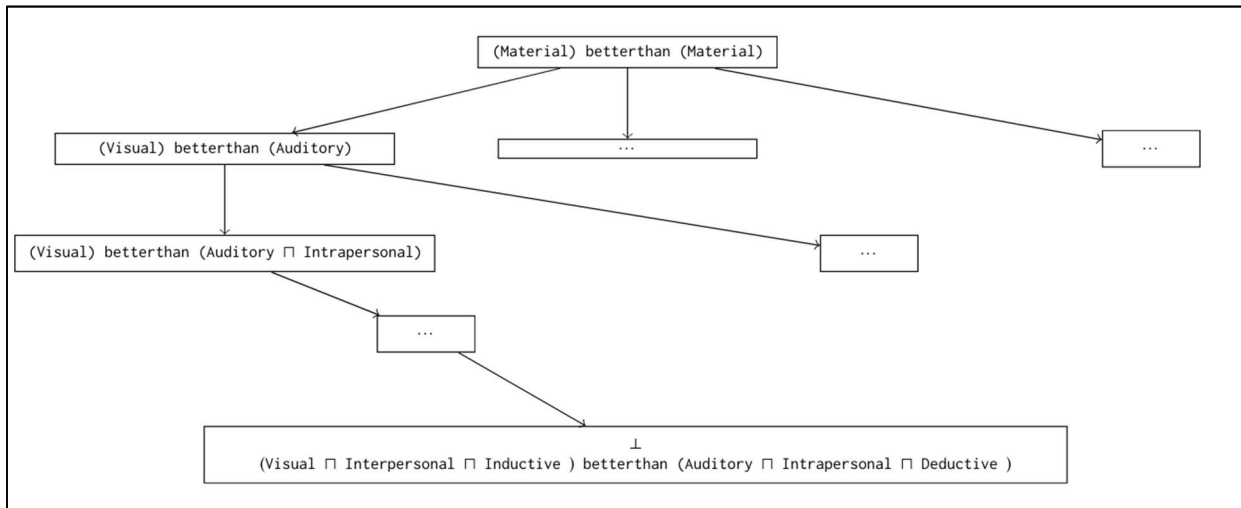 (Material) betterthan (Material)
(Visual) betterthan (Auditory)
...
...
(Visual) betterthan (Auditory ⊓ Intrapersonal)
...
...
⊥
(Visual ⊓ Interpersonal ⊓ Inductive ) betterthan (Auditory ⊓ Intrapersonal ⊓ Deductive )